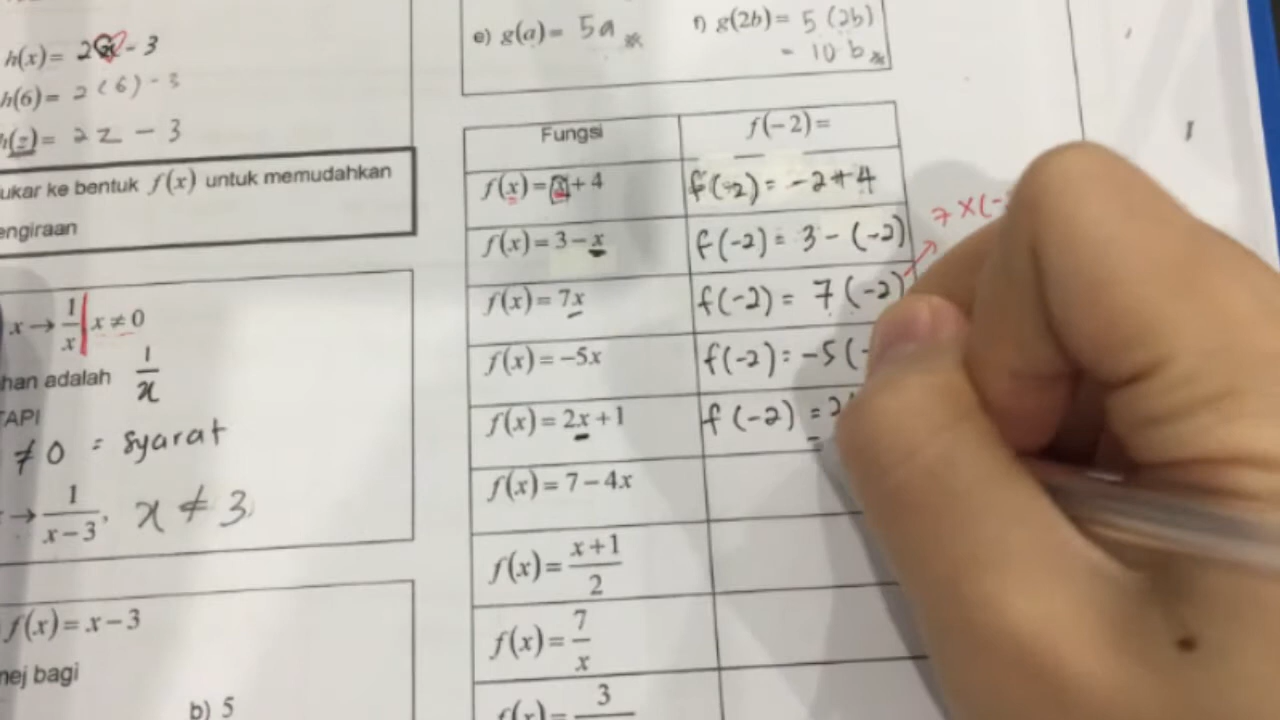 h(x) = 2x - 3
h(6) = 2(6) - 3
h(z) = 2z - 3
ukar ke bentuk f(x) untuk memudahkan
engiraan
x → 1/x | x ≠ 0
han adalah 1/x
TAPI
≠ 0 = syarat
→ 1/(x-3), x ≠ 3
f(x) = x - 3
nej bagi
b) 5
e) g(a) = 5a
f) g(2b) = 5(2b)
= 10b
Fungsi f(-2) =
f(x) = x + 4 f(-2) = -2 + 4
f(x) = 3 - x f(-2) = 3 - (-2)
f(x) = 7x f(-2) = 7(-2) 7 × (-
f(x) = -5x f(-2) = -5(-
f(x) = 2x + 1 f(-2) = 2
f(x) = 7 - 4x
f(x) = (x+1)/2
f(x) = 7/x
f(x) = 3